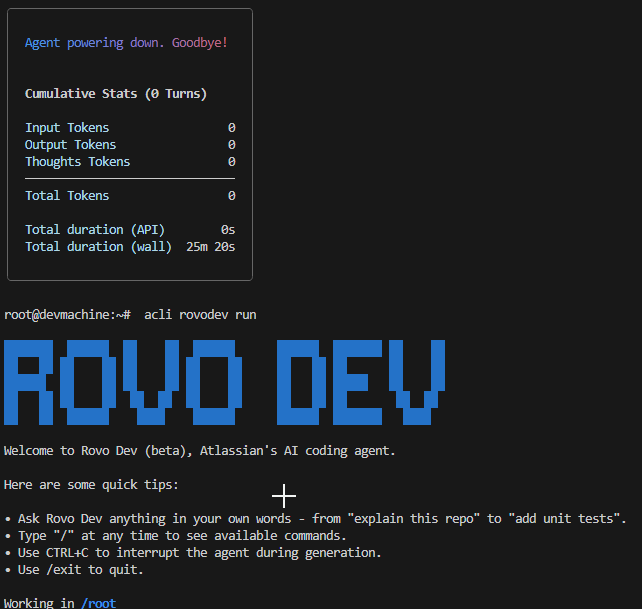 Agent powering down. Goodbye!
Cumulative Stats (0 Turns)
Input Tokens 0
Output Tokens 0
Thoughts Tokens 0
Total Tokens 0
Total duration (API) 0s
Total duration (wall) 25m 20s
root@devmachine:~# acli rovodev run
ROVO DEV
Welcome to Rovo Dev (beta), Atlassian's AI coding agent.
Here are some quick tips:
• Ask Rovo Dev anything in your own words - from "explain this repo" to "add unit tests".
• Type "/" at any time to see available commands.
• Use CTRL+C to interrupt the agent during generation.
• Use /exit to quit.
Working in /root